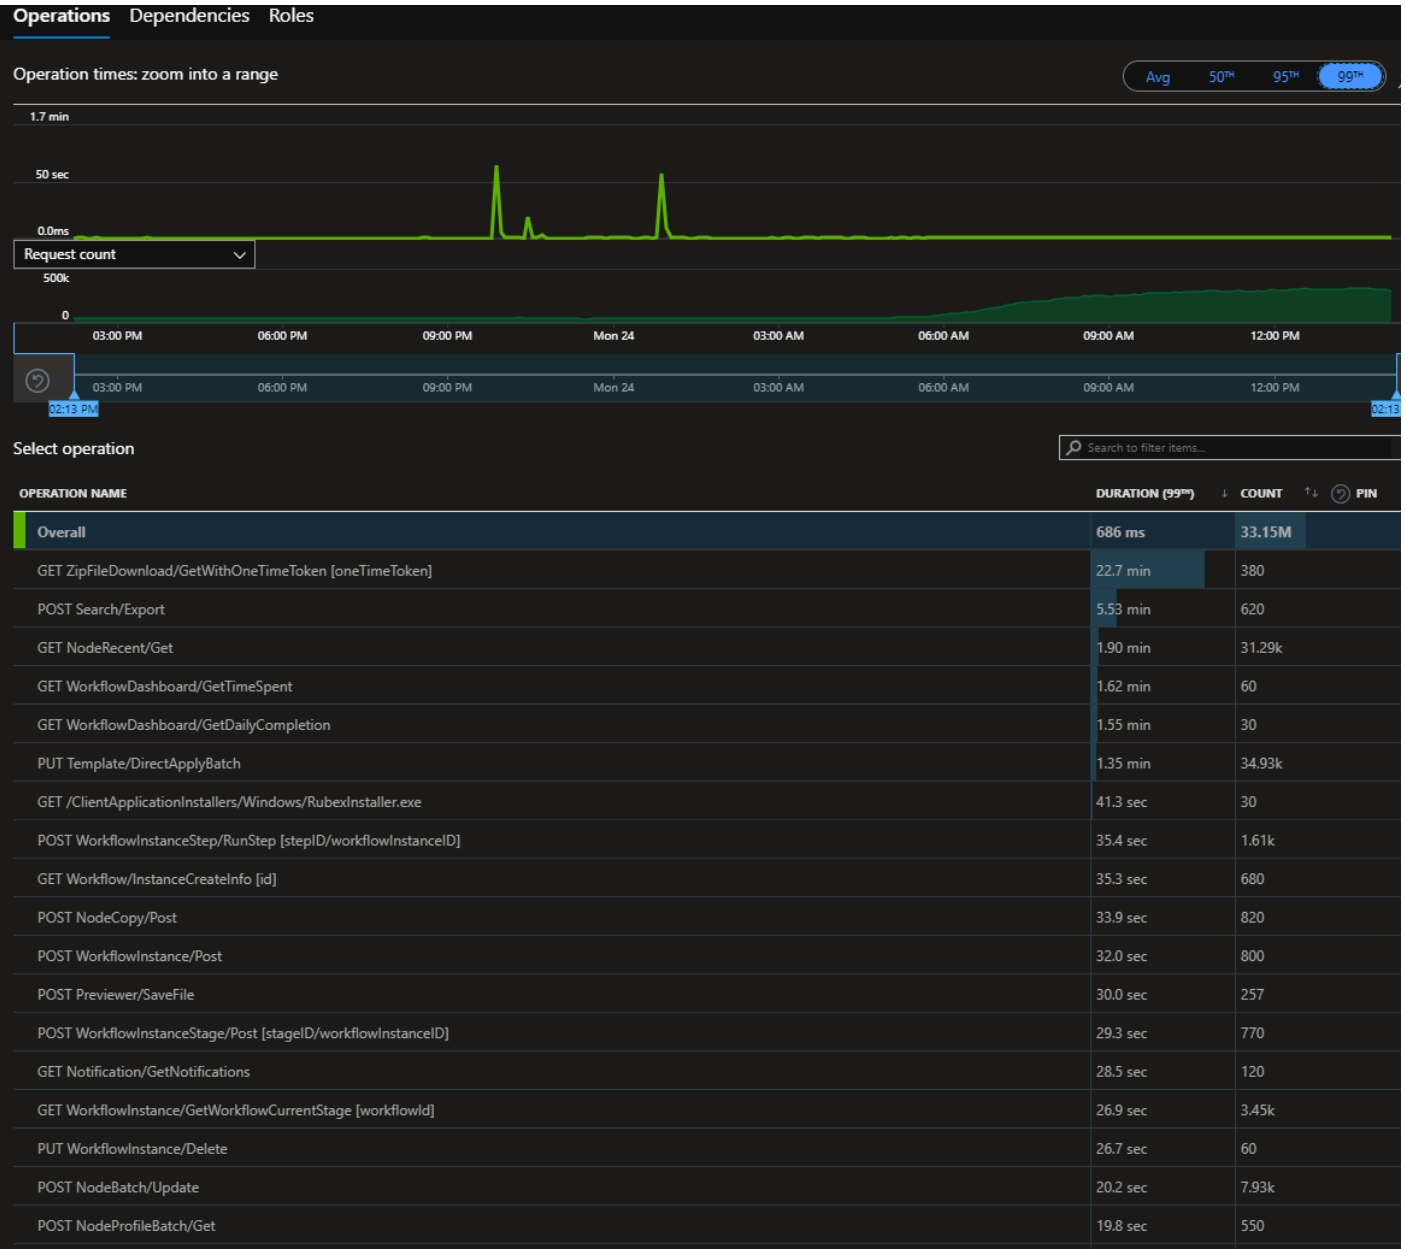 Operations Dependencies Roles
Operation times: zoom into a range
Avg 50TH 95TH 99TH
1.7 min
50 sec
0.0ms
Request count
500k
0
03:00 PM 06:00 PM 09:00 PM Mon 24 03:00 AM 06:00 AM 09:00 AM 12:00 PM
03:00 PM 06:00 PM 09:00 PM Mon 24 03:00 AM 06:00 AM 09:00 AM 12:00 PM
02:13 PM 02:13
Select operation
Search to filter items...
OPERATION NAME DURATION (99TH) COUNT PIN
Overall 686 ms 33.15M
GET ZipFileDownload/GetWithOneTimeToken [oneTimeToken] 22.7 min 380
POST Search/Export 5.53 min 620
GET NodeRecent/Get 1.90 min 31.29k
GET WorkflowDashboard/GetTimeSpent 1.62 min 60
GET WorkflowDashboard/GetDailyCompletion 1.55 min 30
PUT Template/DirectApplyBatch 1.35 min 34.93k
GET /ClientApplicationInstallers/Windows/RubexInstaller.exe 41.3 sec 30
POST WorkflowInstanceStep/RunStep [stepID/workflowInstanceID] 35.4 sec 1.61k
GET Workflow/InstanceCreateInfo [id] 35.3 sec 680
POST NodeCopy/Post 33.9 sec 820
POST WorkflowInstance/Post 32.0 sec 800
POST Previewer/SaveFile 30.0 sec 257
POST WorkflowInstanceStage/Post [stageID/workflowInstanceID] 29.3 sec 770
GET Notification/GetNotifications 28.5 sec 120
GET WorkflowInstance/GetWorkflowCurrentStage [workflowId] 26.9 sec 3.45k
PUT WorkflowInstance/Delete 26.7 sec 60
POST NodeBatch/Update 20.2 sec 7.93k
POST NodeProfileBatch/Get 19.8 sec 550